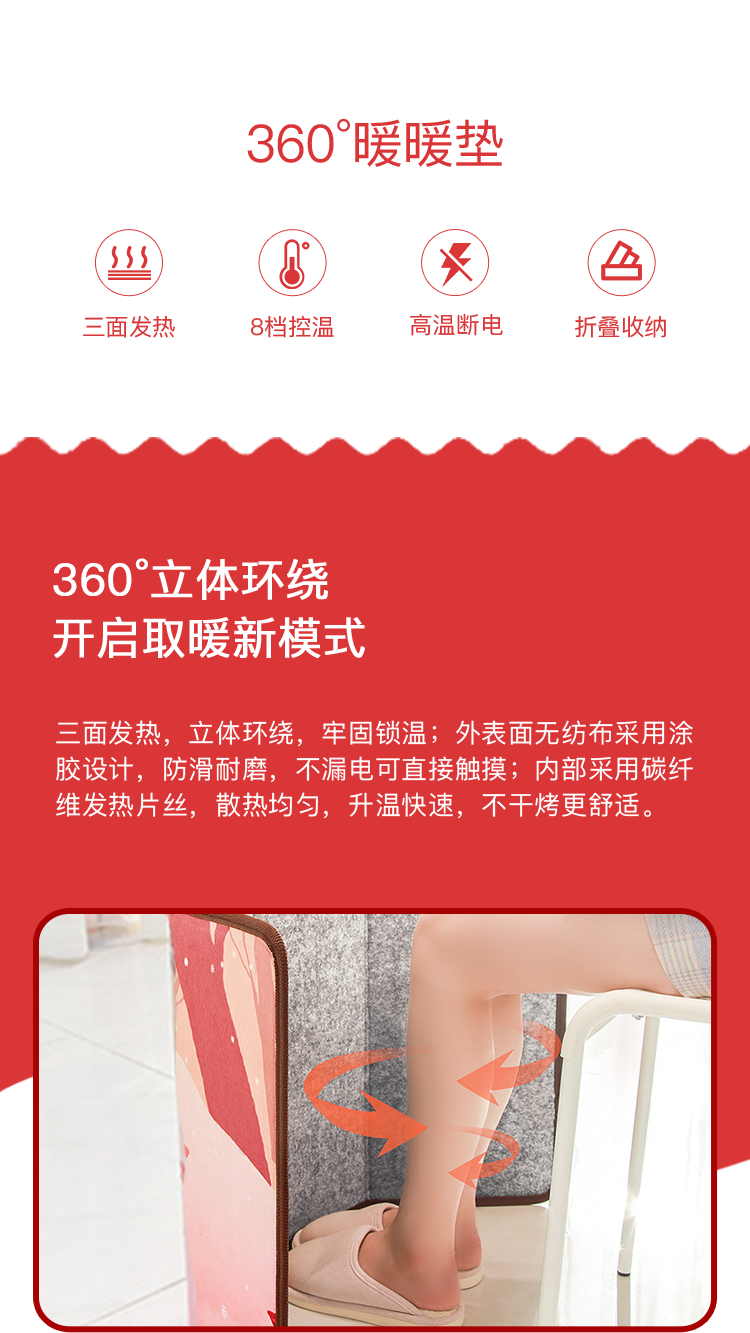 360°暖暖垫
三面发热
8档控温
高温断电
折叠收纳
360°立体环绕
开启取暖新模式
三面发热，立体环绕，牢固锁温；外表面无纺布采用涂
胶设计，防滑耐磨，不漏电可直接触摸；内部采用碳纤
维发热片丝，散热均匀，升温快速，不干烤更舒适。